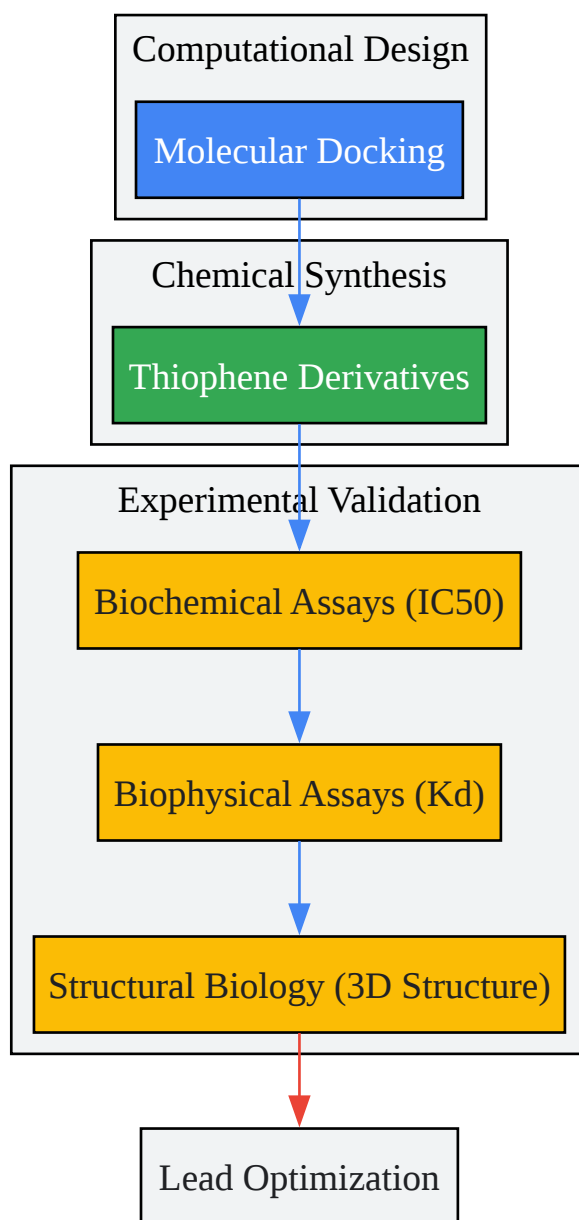 Computational Design
Molecular Docking
Chemical Synthesis
Thiophene Derivatives
Experimental Validation
Biochemical Assays (IC50)
Biophysical Assays (Kd)
Structural Biology (3D Structure)
Lead Optimization